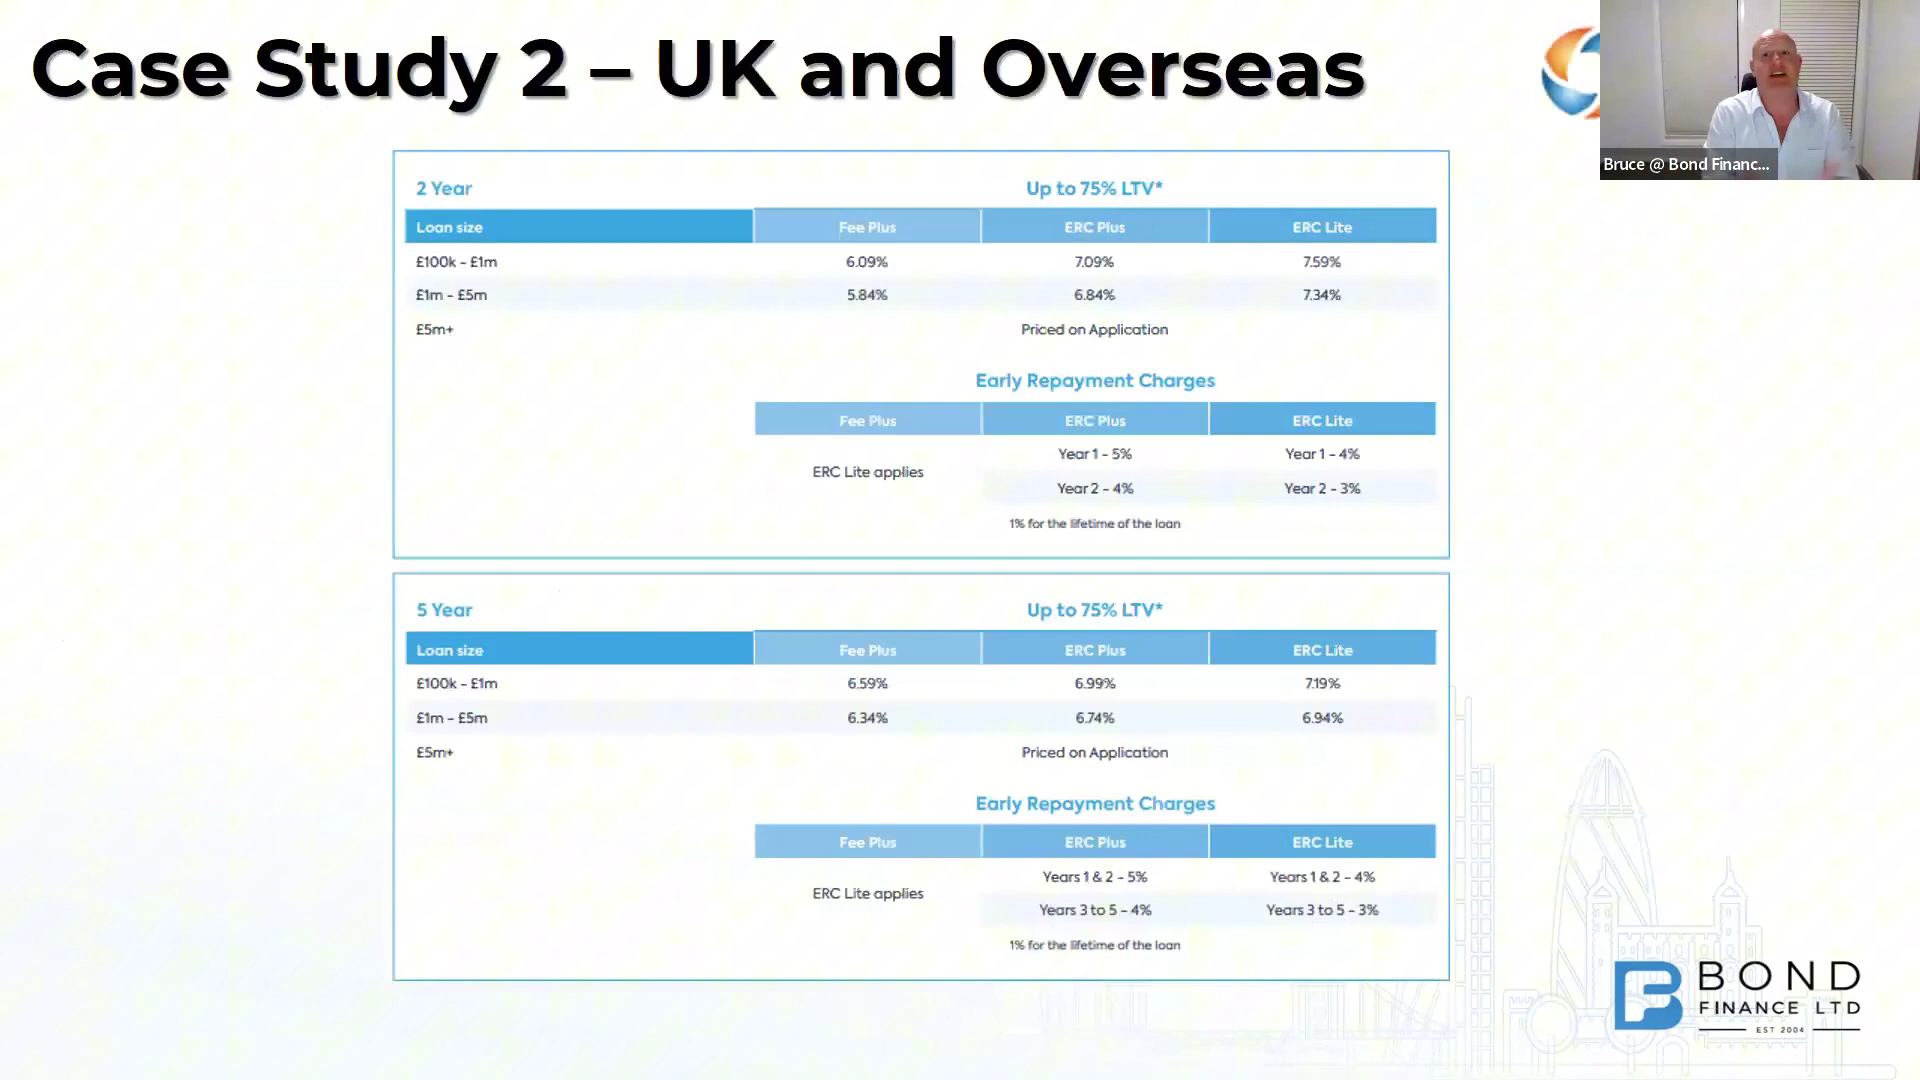 Case Study 2 – UK and Overseas
Bruce @ Bond Financ...
2 Year Up to 75% LTV*
Loan size Fee Plus ERC Plus ERC Lite
£100k - £1m 6.09% 7.09% 7.59%
£1m - £5m 5.84% 6.84% 7.34%
£5m+ Priced on Application
Early Repayment Charges
Fee Plus ERC Plus ERC Lite
Year 1 - 5% Year 1 - 4%
ERC Lite applies
Year 2 - 4% Year 2 - 3%
1% for the lifetime of the loan
5 Year Up to 75% LTV*
Loan size Fee Plus ERC Plus ERC Lite
£100k - £1m 6.59% 6.99% 7.19%
£1m - £5m 6.34% 6.74% 6.94%
£5m+ Priced on Application
Early Repayment Charges
Fee Plus ERC Plus ERC Lite
Years 1 & 2 - 5% Years 1 & 2 - 4%
ERC Lite applies
Years 3 to 5 - 4% Years 3 to 5 - 3%
1% for the lifetime of the loan
BOND
FINANCE LTD
EST 2004